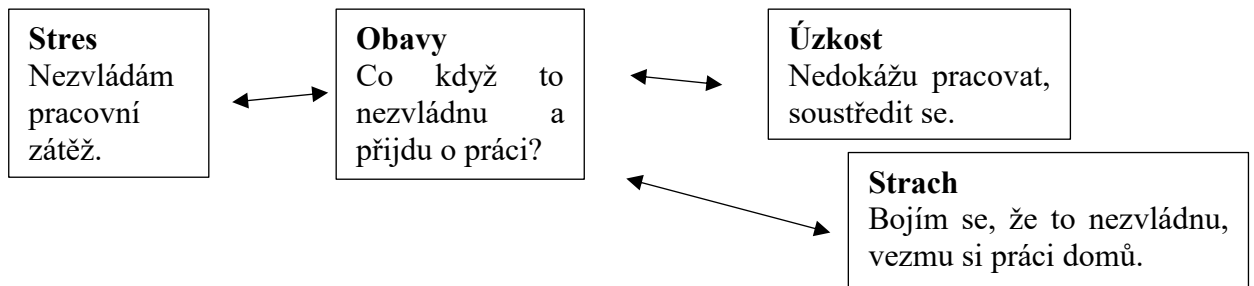 Stres
Nezvládám
pracovní
zátěž.
Obavy
Co když to
nezvládnu a
přijdu o práci?
Úzkost
Nedokážu pracovat,
soustředit se.
Strach
Bojím se, že to nezvládnu,
vezmu si práci domů.